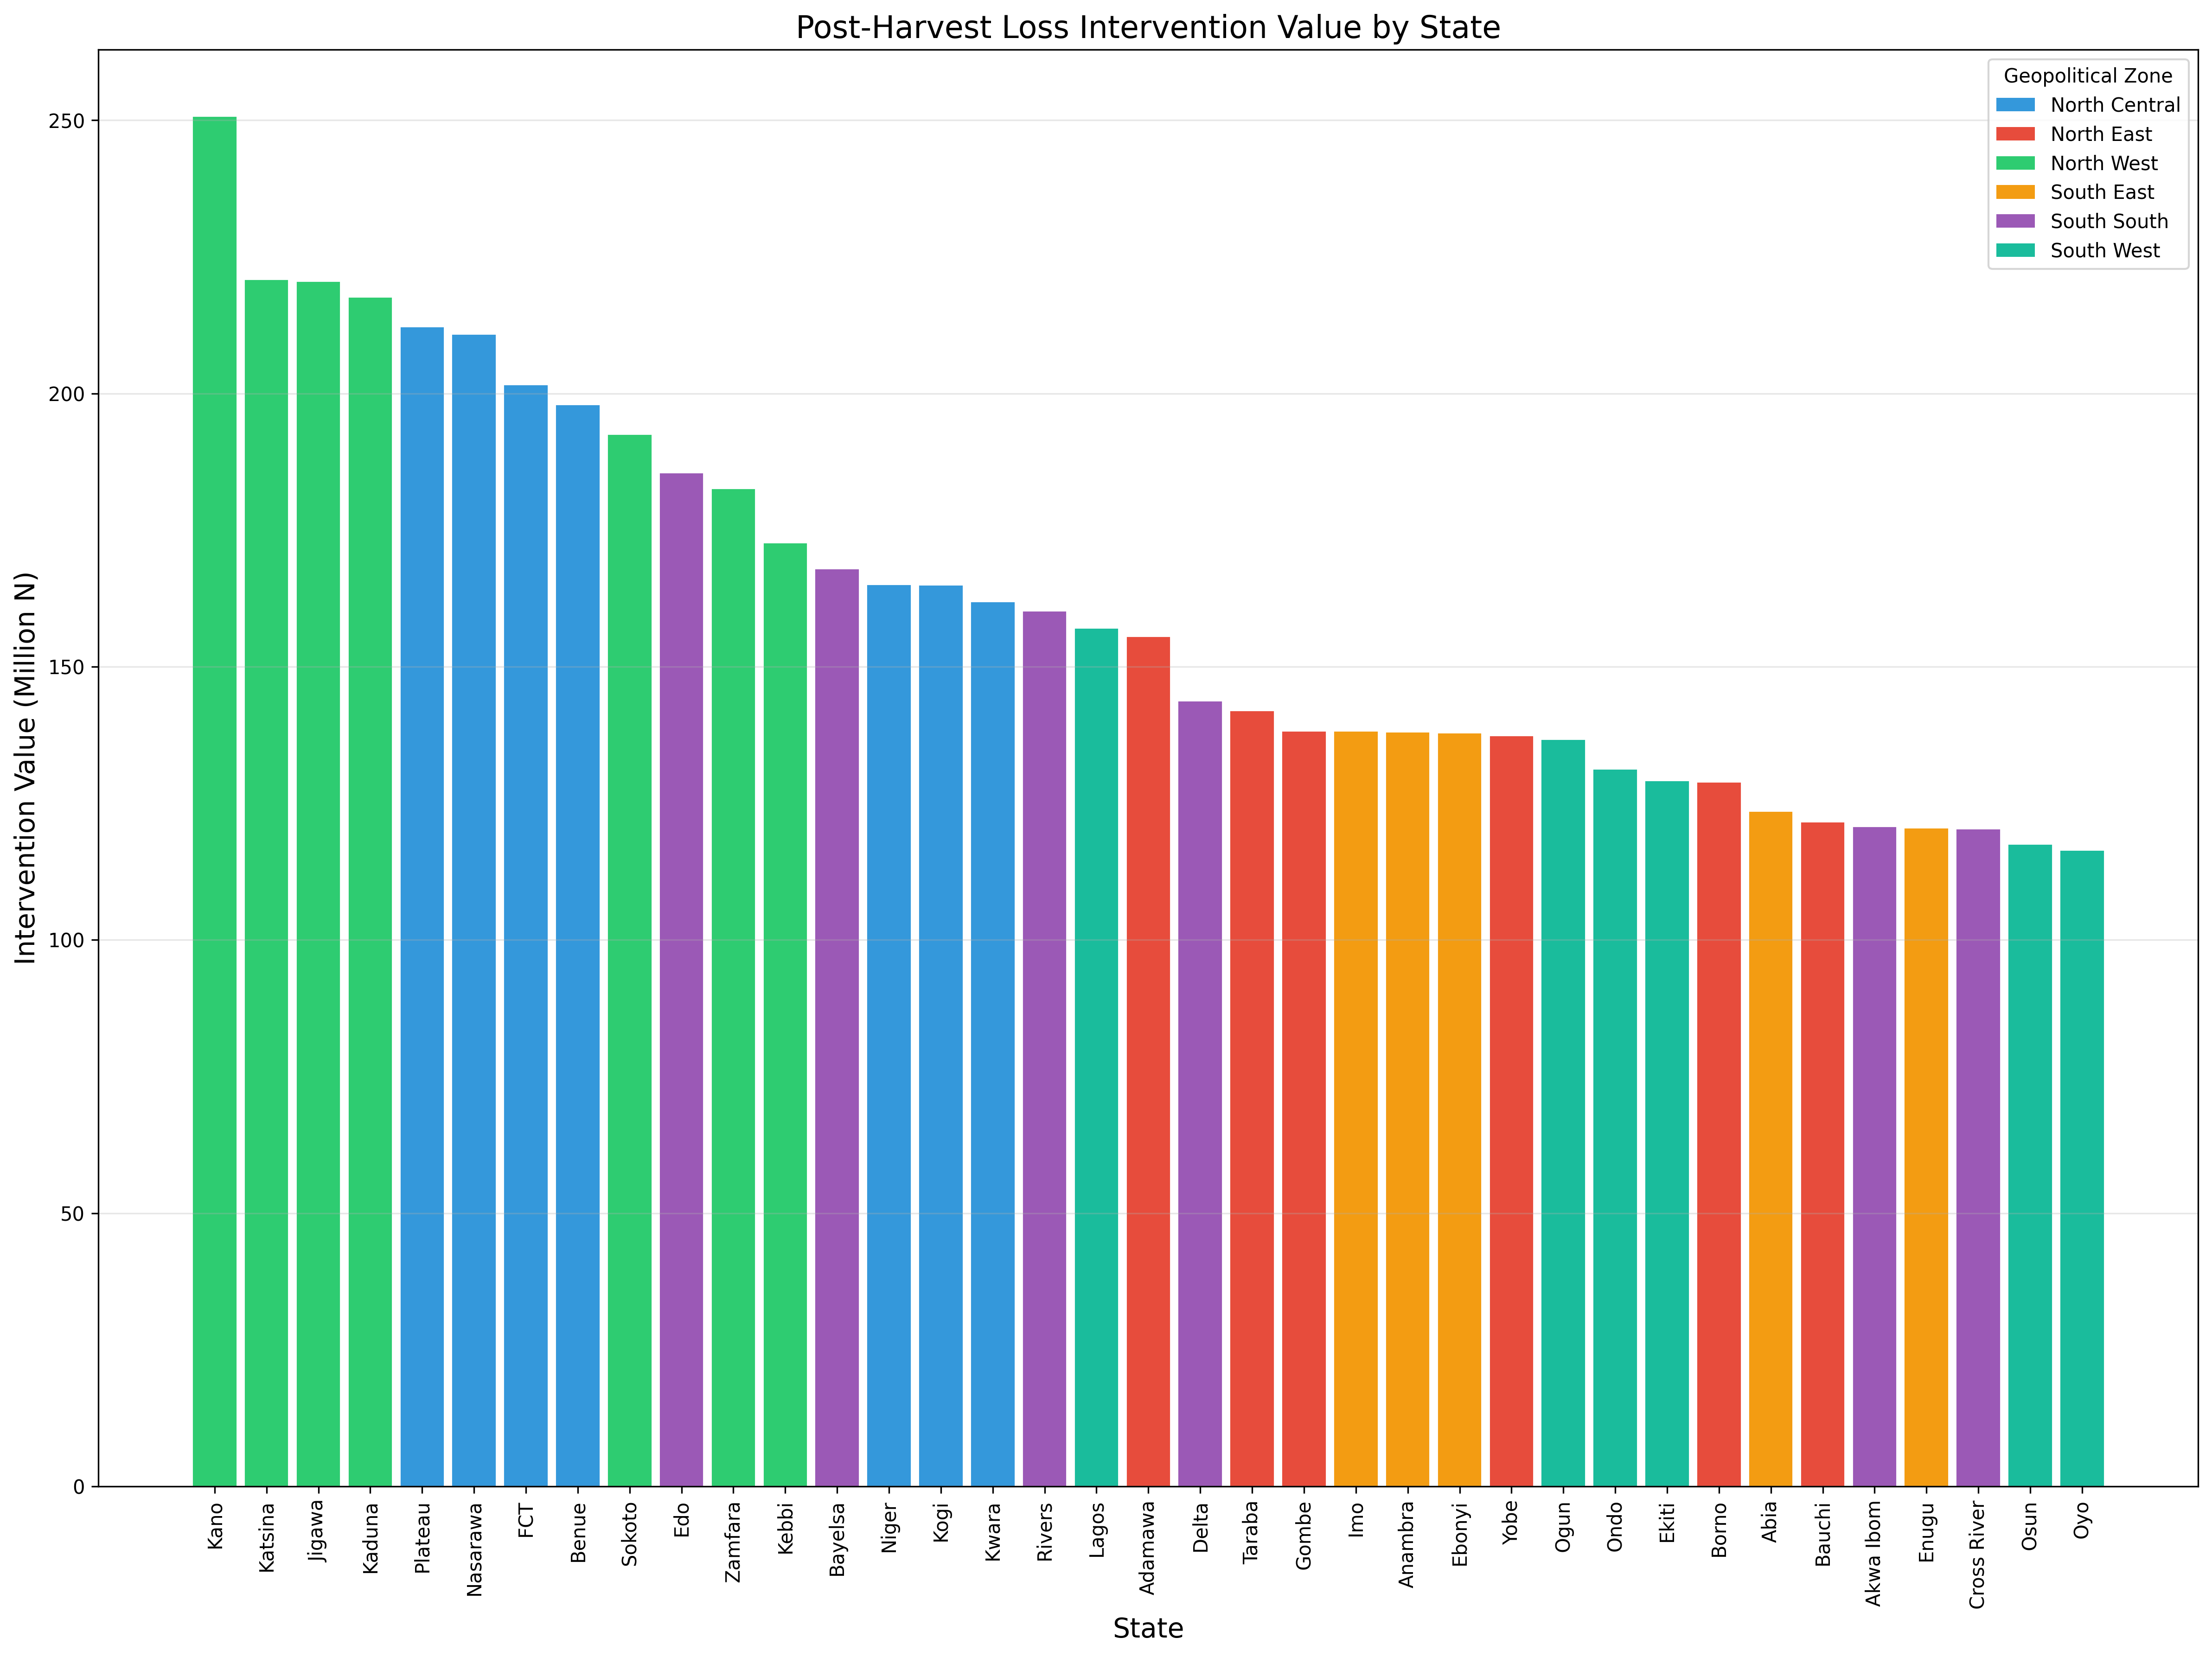 Post-Harvest Loss Intervention Value by State
Geopolitical Zone
North Central
North East
North West
South East
South South
South West
Intervention Value (Million N)
250
200
150
100
50
0
Kano
Katsina
Jigawa
Kaduna
Plateau
Nasarawa
FCT
Benue
Sokoto
Edo
Zamfara
Kebbi
Bayelsa
Niger
Kogi
Kwara
Rivers
Lagos
Adamawa
Delta
Taraba
Gombe
Imo
Anambra
Ebonyi
Yobe
Ogun
Ondo
Ekiti
Borno
Abia
Bauchi
Akwa Ibom
Enugu
Cross River
Osun
Oyo
State